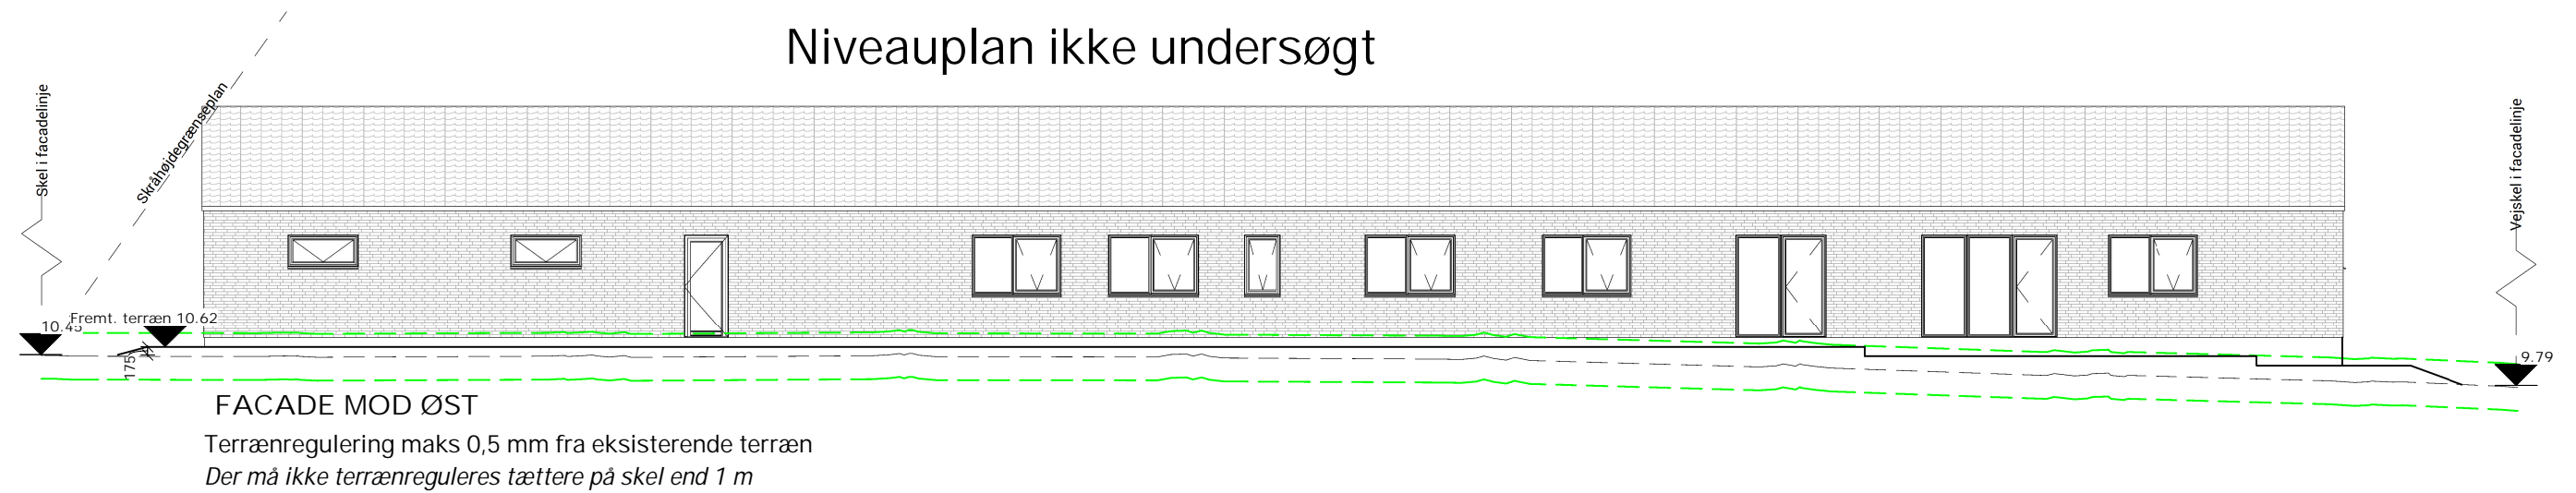 Niveauplan ikke undersøgt
Skel i facadelinje
Skråhøjdegrænseplan
Vejskel i facadelinje
Fremt. terræn 10.62
10.45
175
9.79
FACADE MOD ØST
Terrænregulering maks 0,5 mm fra eksisterende terræn
Der må ikke terrænreguleres tættere på skel end 1 m